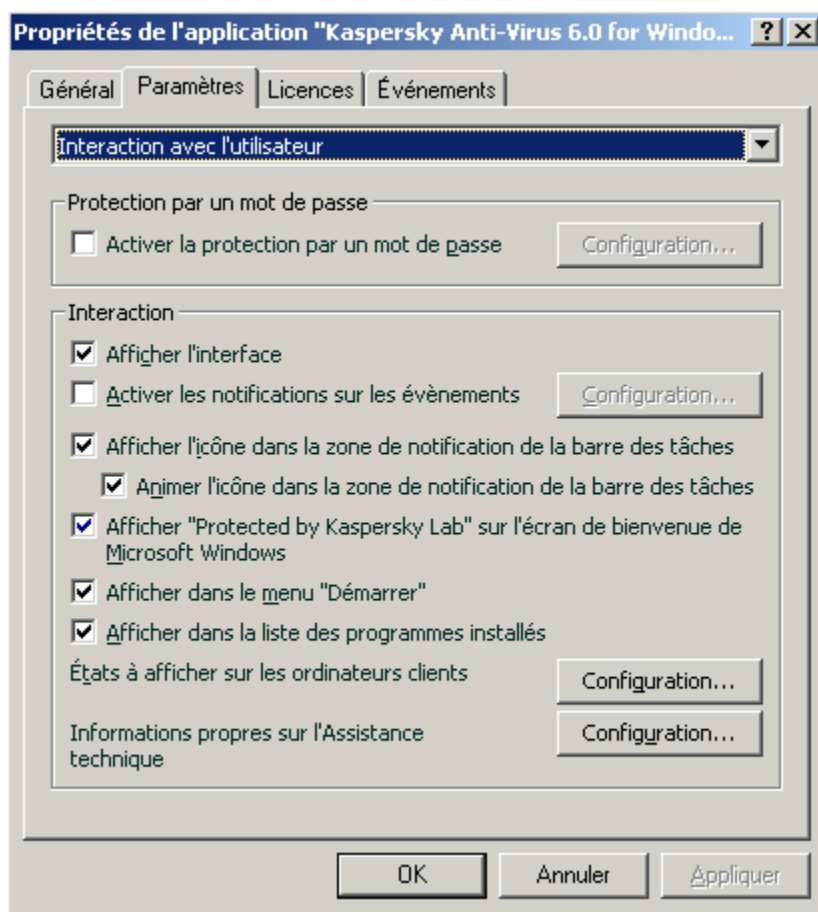 Propriétés de l'application "Kaspersky Anti-Virus 6.0 for Windo...
Général Paramètres Licences Événements
Interaction avec l'utilisateur
Protection par un mot de passe
Activer la protection par un mot de passe Configuration...
Interaction
Afficher l'interface
Activer les notifications sur les évènements Configuration...
Afficher l'icône dans la zone de notification de la barre des tâches
Animer l'icône dans la zone de notification de la barre des tâches
Afficher "Protected by Kaspersky Lab" sur l'écran de bienvenue de
Microsoft Windows
Afficher dans le menu "Démarrer"
Afficher dans la liste des programmes installés
États à afficher sur les ordinateurs clients Configuration...
Informations propres sur l'Assistance Configuration...
technique
OK Annuler Appliquer